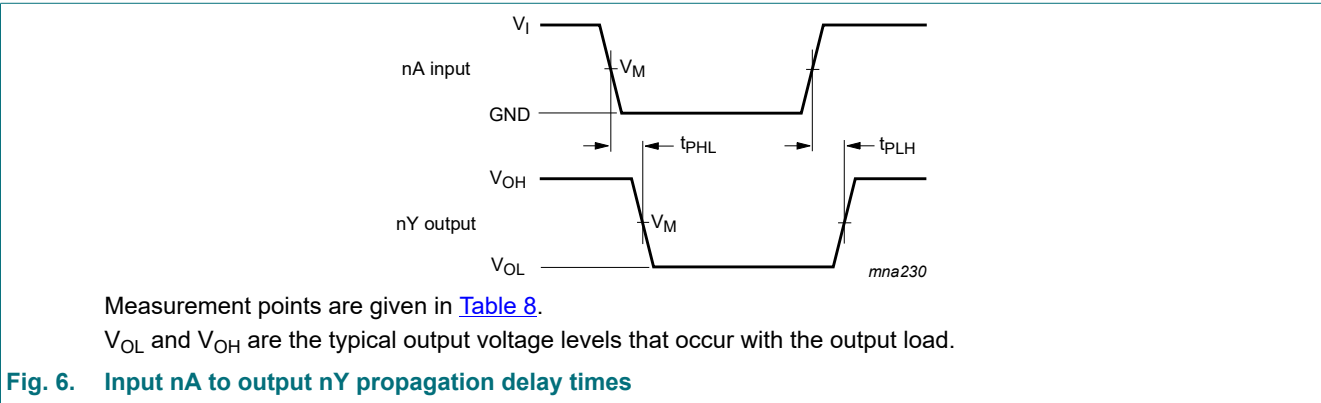 V_I
nA input
V_M
GND
t_PHL t_PLH
V_OH
nY output
V_M
V_OL
mna230
Measurement points are given in Table 8.
V_OL and V_OH are the typical output voltage levels that occur with the output load.
Fig. 6. Input nA to output nY propagation delay times